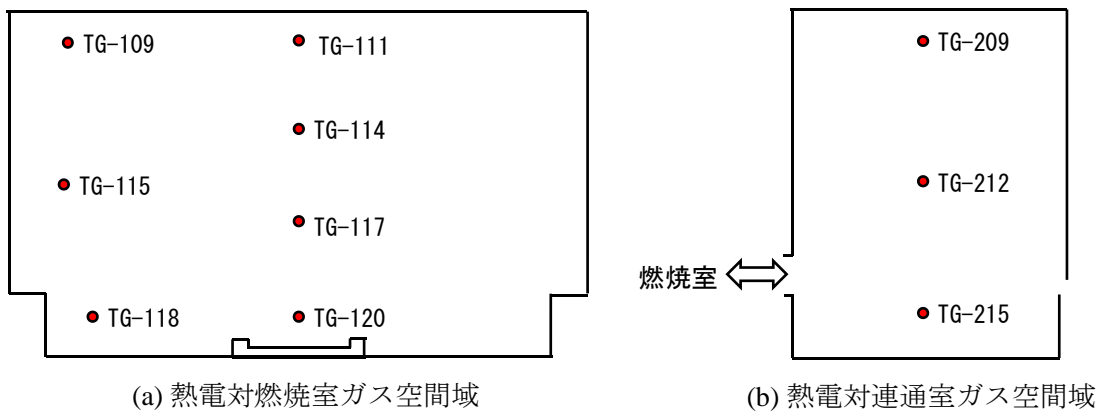 TG-109
TG-111
TG-114
TG-115
TG-117
TG-118
TG-120
(a) 熱電対燃焼室ガス空間域
TG-209
TG-212
燃焼室
TG-215
(b) 熱電対連通室ガス空間域